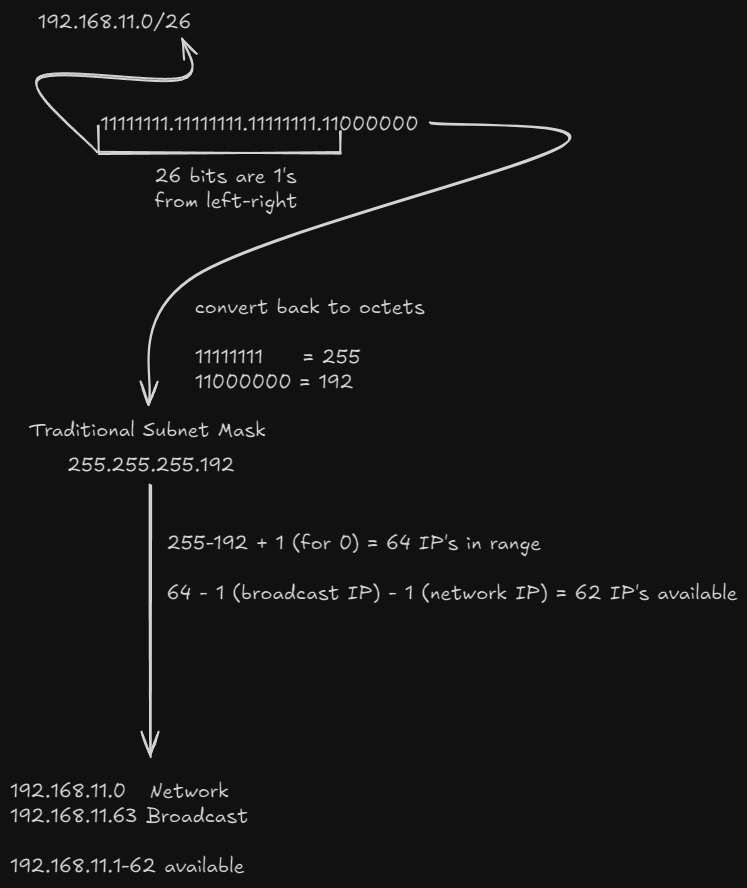 192.168.11.0/26
11111111.11111111.11111111.11000000
26 bits are 1's
from left-right
convert back to octets
11111111 = 255
11000000 = 192
Traditional Subnet Mask
255.255.255.192
255-192 + 1 (for 0) = 64 IP's in range
64 - 1 (broadcast IP) - 1 (network IP) = 62 IP's available
192.168.11.0 Network
192.168.11.63 Broadcast
192.168.11.1-62 available